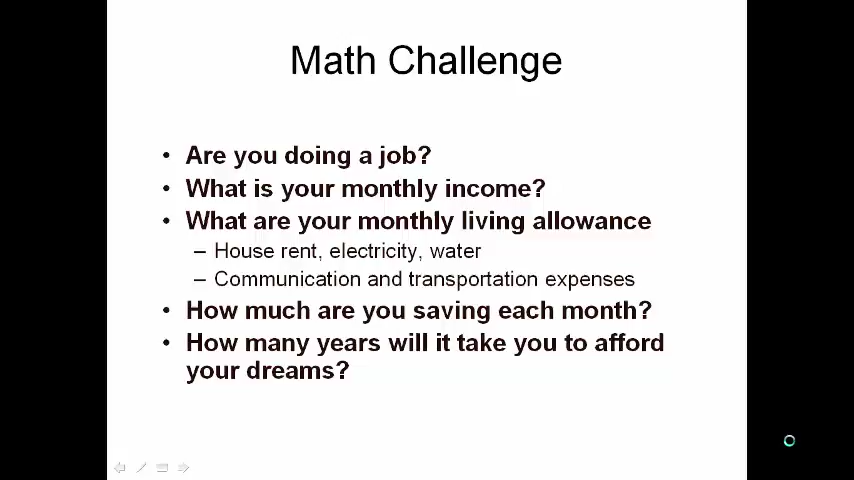 Math Challenge
• Are you doing a job?
• What is your monthly income?
• What are your monthly living allowance
– House rent, electricity, water
– Communication and transportation expenses
• How much are you saving each month?
• How many years will it take you to afford
your dreams?